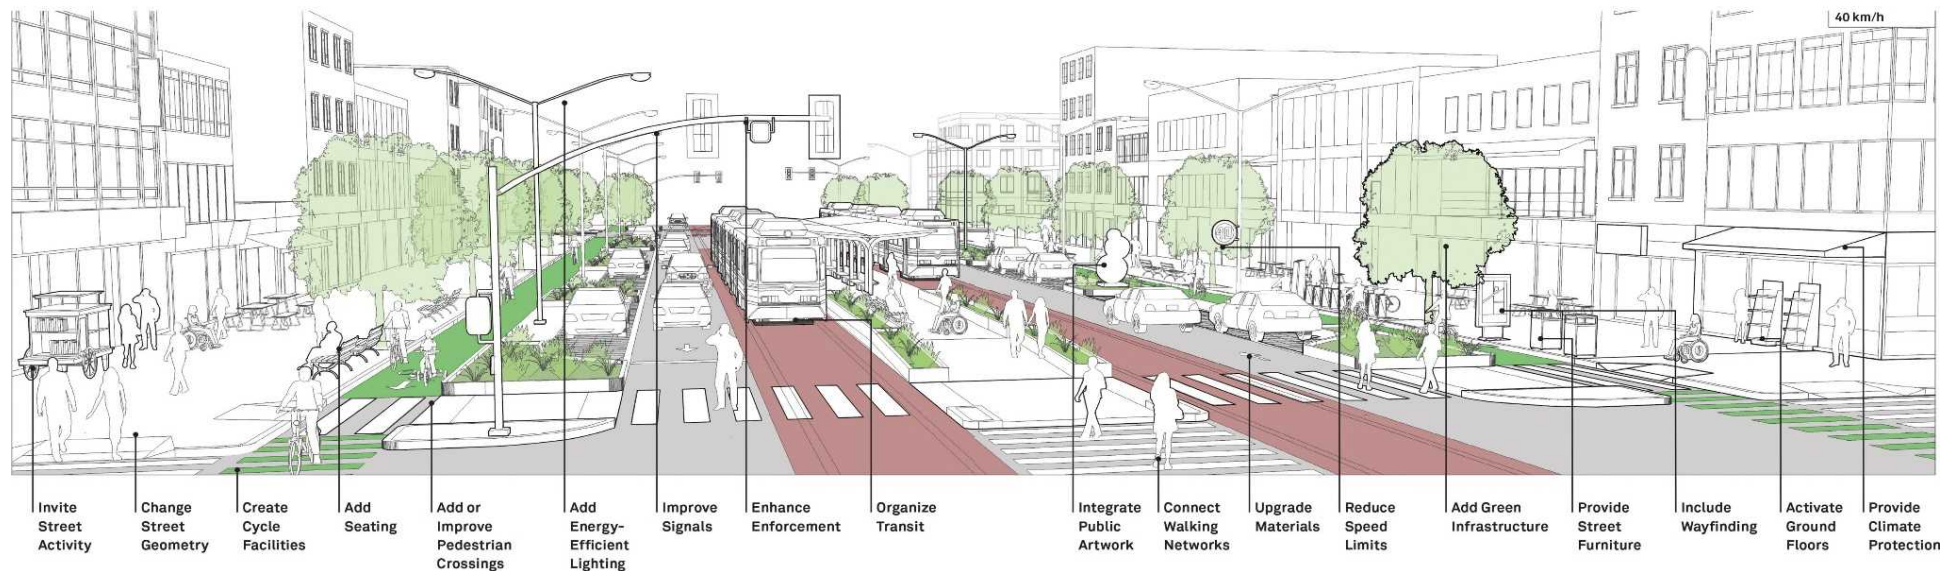 40 km/h
Invite
Street
Activity
Change
Street
Geometry
Create
Cycle
Facilities
Add
Seating
Add or
Improve
Pedestrian
Crossings
Add
Energy-
Efficient
Lighting
Improve
Signals
Enhance
Enforcement
Organize
Transit
Integrate
Public
Artwork
Connect
Walking
Networks
Upgrade
Materials
Reduce
Speed
Limits
Add Green
Infrastructure
Provide
Street
Furniture
Include
Wayfinding
Activate
Ground
Floors
Provide
Climate
Protection